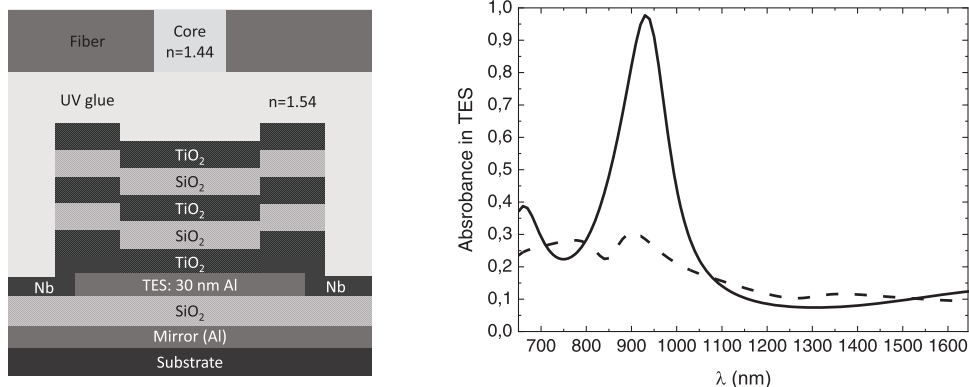 Fiber
Core
n=1.44
UV glue
n=1.54
TiO2
SiO2
TiO2
SiO2
TiO2
Nb
TES: 30 nm Al
Nb
SiO2
Mirror (Al)
Substrate
Absrobance in TES
1,0
0,9
0,8
0,7
0,6
0,5
0,4
0,3
0,2
0,1
0,0
700 800 900 1000 1100 1200 1300 1400 1500 1600
λ (nm)